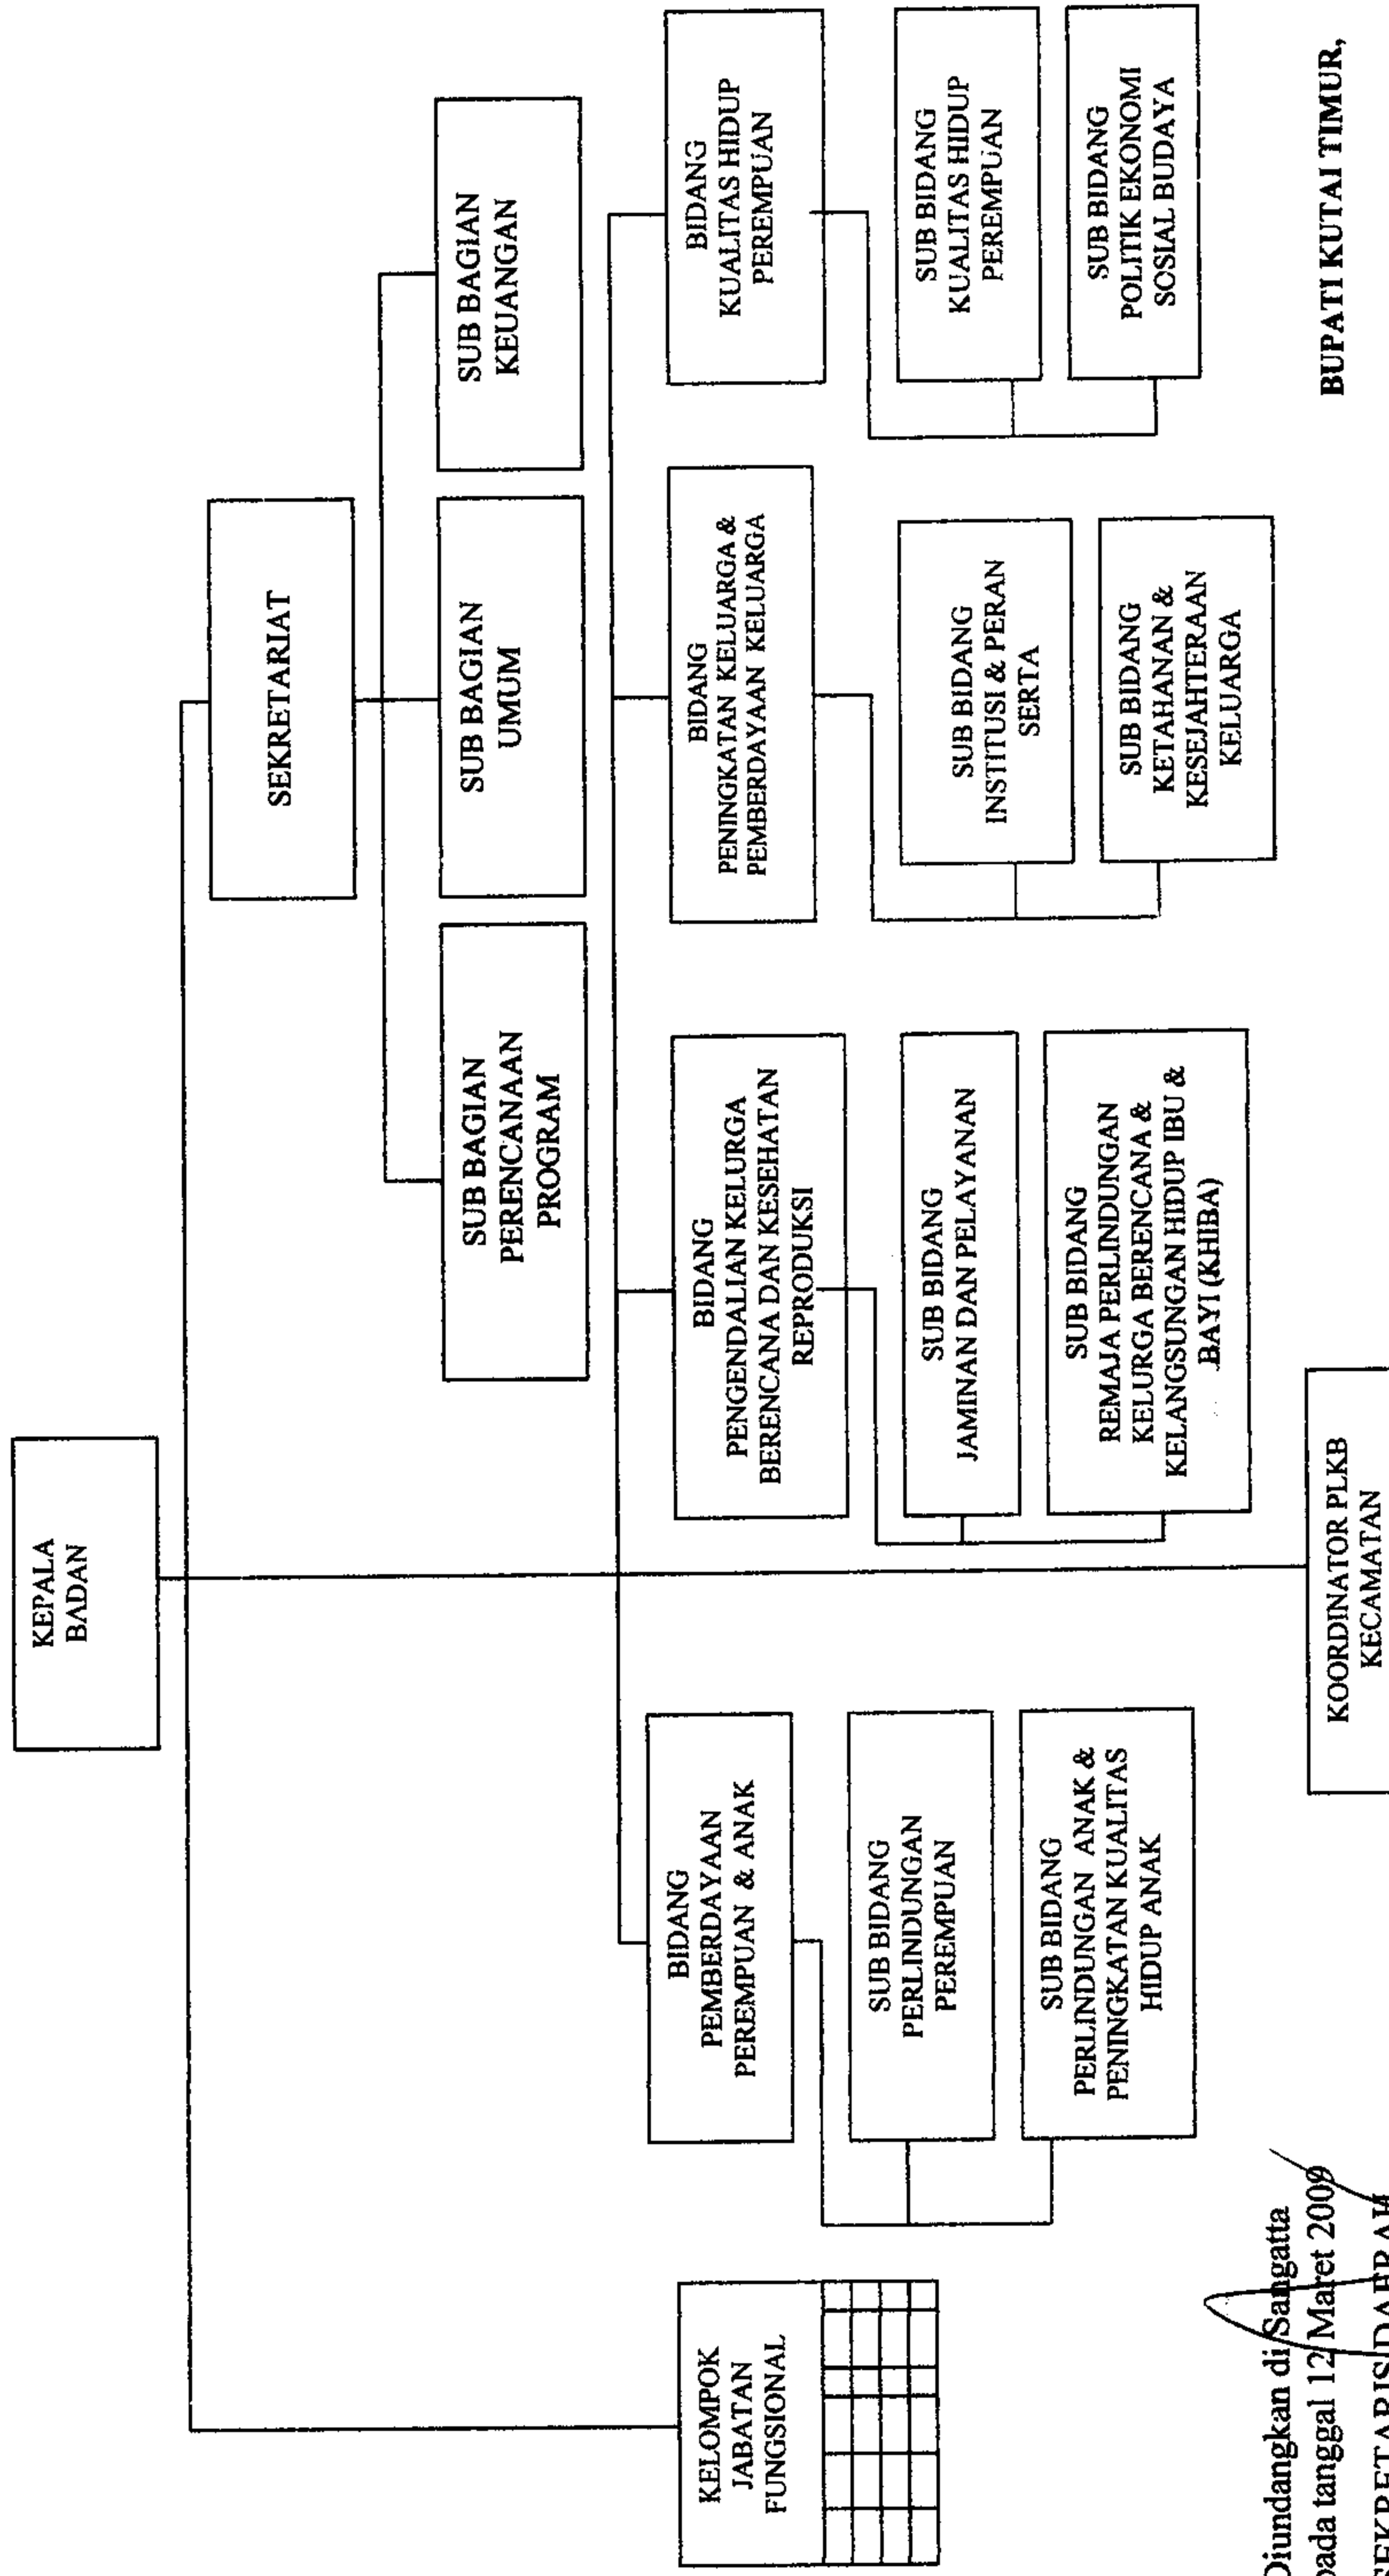 KEPALA
BADAN
SEKRETARIAT
SUB BAGIAN
PERENCANAAN
PROGRAM
SUB BAGIAN
UMUM
SUB BAGIAN
KEUANGAN
KELOMPOK
JABATAN
FUNGSIONAL
BIDANG
PEMBERDAYAAN
PEREMPUAN & ANAK
SUB BIDANG
PERLINDUNGAN
PEREMPUAN
SUB BIDANG
PERLINDUNGAN ANAK &
PENINGKATAN KUALITAS
HIDUP ANAK
BIDANG
PENGENDALIAN KELURGA
BERENCANA DAN KESEHATAN
REPRODUKSI
SUB BIDANG
JAMINAN DAN PELAYANAN
SUB BIDANG
REMAJA PERLINDUNGAN
KELURGA BERENCANA &
KELANGSUNGAN HIDUP IBU &
BAYI (KHIBA)
BIDANG
PENINGKATAN KELUARGA &
PEMBERDAYAAN KELUARGA
SUB BIDANG
INSTITUSI & PERAN
SERTA
SUB BIDANG
KETAHANAN &
KESEJAHTERAAN
KELUARGA
BIDANG
KUALITAS HIDUP
PEREMPUAN
SUB BIDANG
KUALITAS HIDUP
PEREMPUAN
SUB BIDANG
POLITIK EKONOMI
SOSIAL BUDAYA
KOORDINATOR PLKB
KECAMATAN
Diundangkan di Sangatta
pada tanggal 12 Maret 2009
SEKRETARIS DAERAH
BUPATI KUTAI TIMUR,